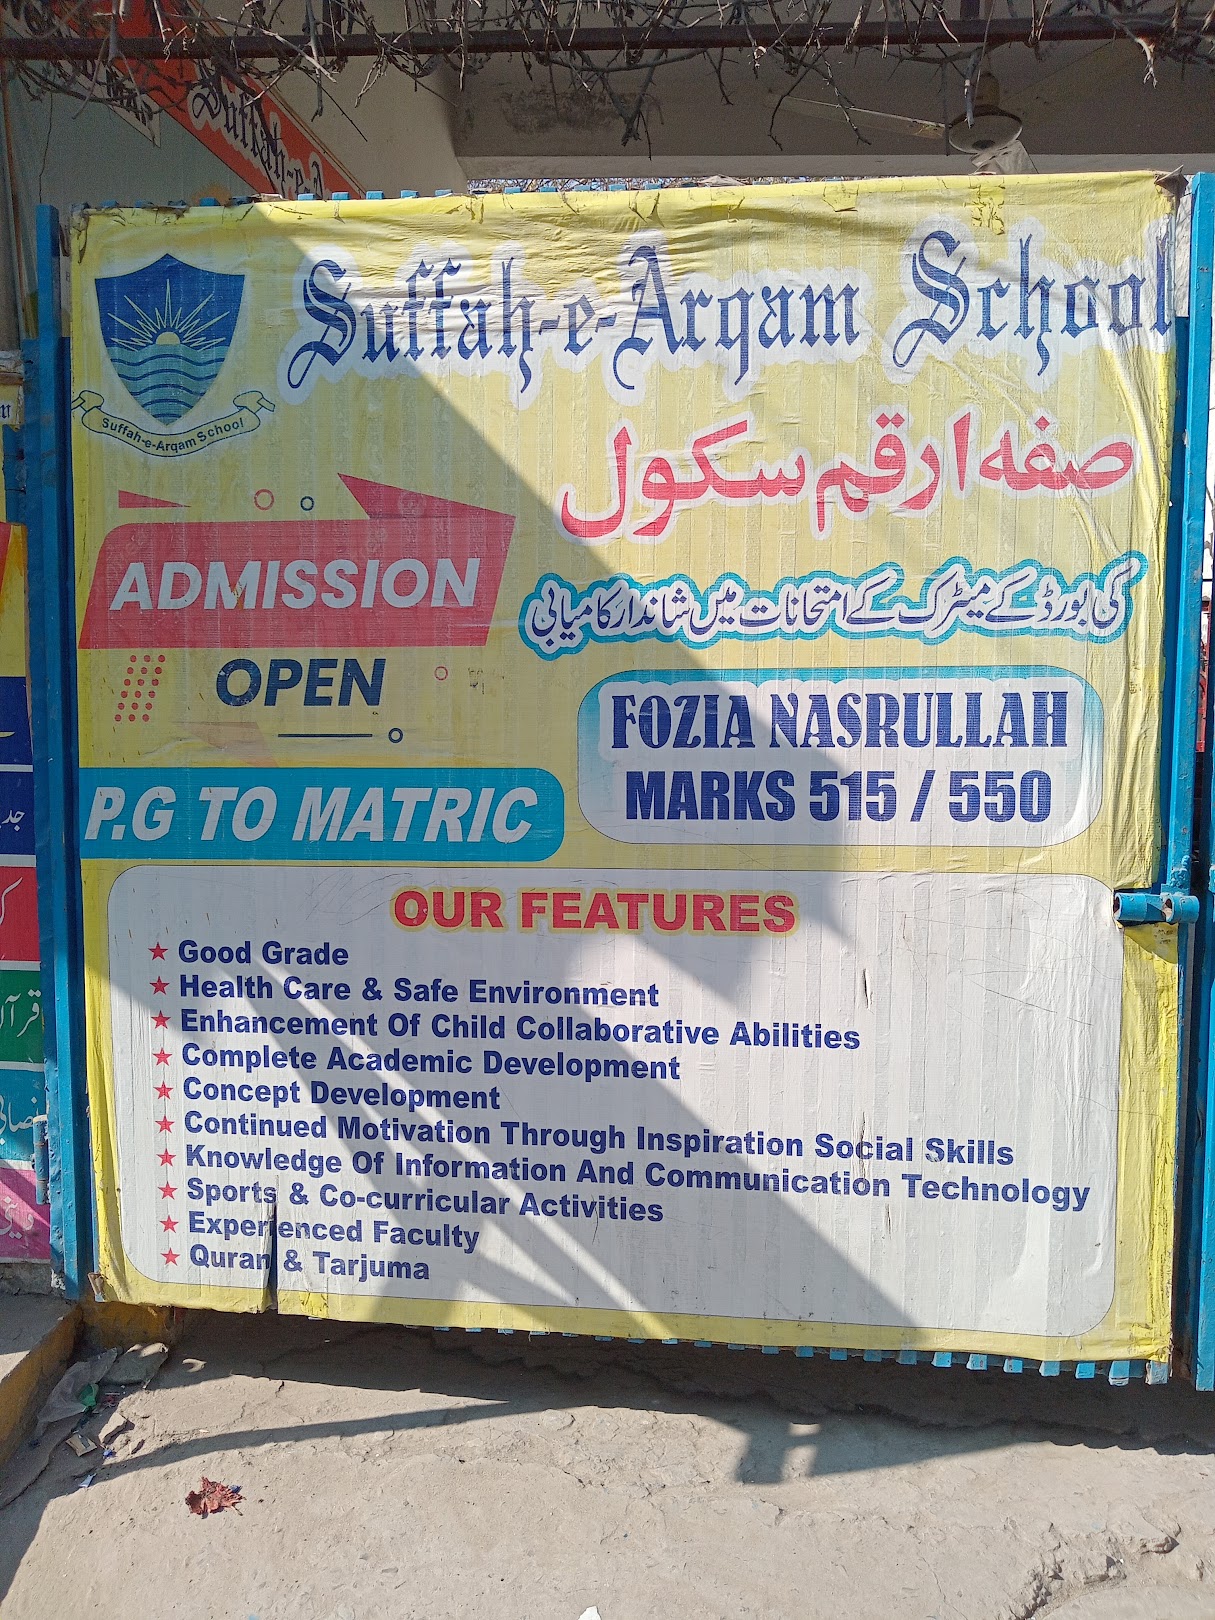 Suffah-e-A
Suffah-e-Arqam School
Suffah-e-Arqam School
صفہ ارقم سکول
ADMISSION
OPEN
P.G TO MATRIC
کی بورڈ کے میٹرک کے امتحانات میں شاندار کامیابی
FOZIA NASRULLAH
MARKS 515 / 550
OUR FEATURES
Good Grade
Health Care & Safe Environment
Enhancement Of Child Collaborative Abilities
Complete Academic Development
Concept Development
Continued Motivation Through Inspiration Social Skills
Knowledge Of Information And Communication Technology
Sports & Co-curricular Activities
Experienced Faculty
Quran & Tarjuma